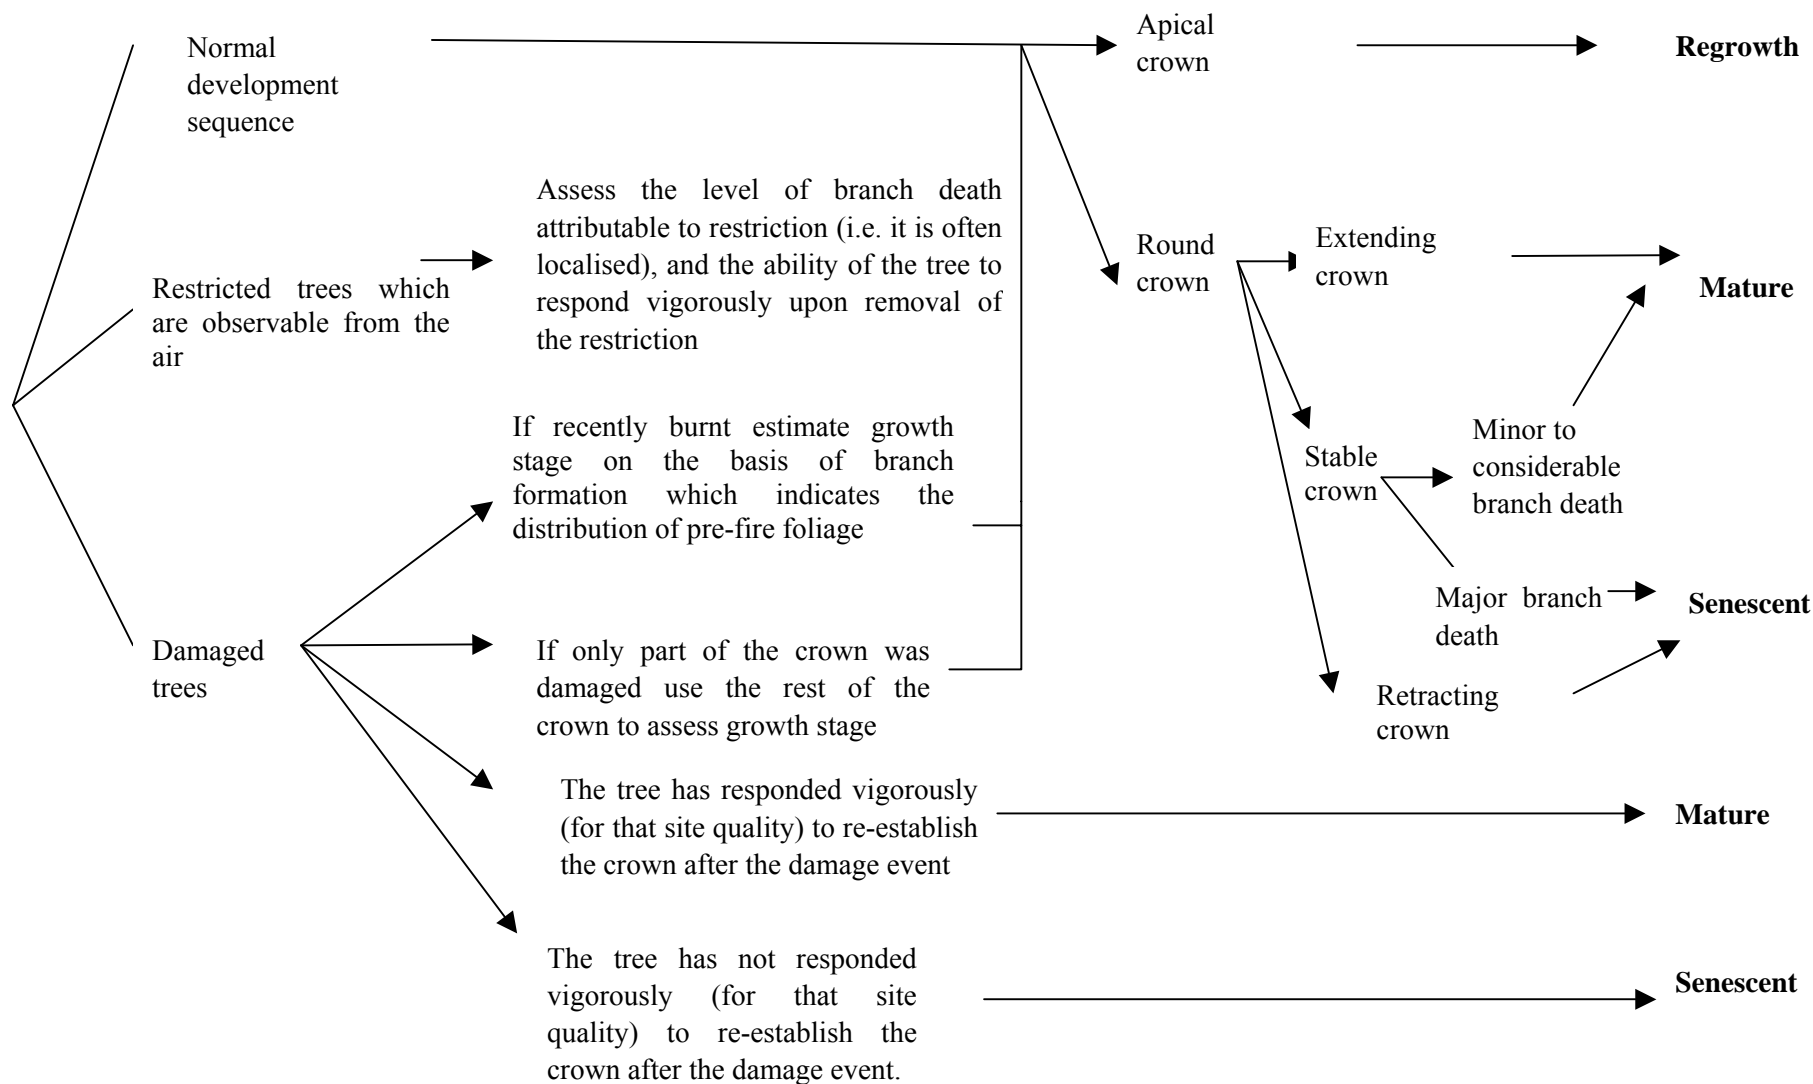 Normal
development
sequence
Restricted trees which
are observable from the
air
Damaged
trees
Assess the level of branch death
attributable to restriction (i.e. it is often
localised), and the ability of the tree to
respond vigorously upon removal of
the restriction
If recently burnt estimate growth
stage on the basis of branch
formation which indicates the
distribution of pre-fire foliage
If only part of the crown was
damaged use the rest of the
crown to assess growth stage
The tree has responded vigorously
(for that site quality) to re-establish
the crown after the damage event
The tree has not responded
vigorously (for that site
quality) to re-establish the
crown after the damage event.
Apical
crown
Round
crown
Extending
crown
Stable
crown
Minor to
considerable
branch death
Major branch
death
Retracting
crown
Regrowth
Mature
Senescent
Mature
Senescent